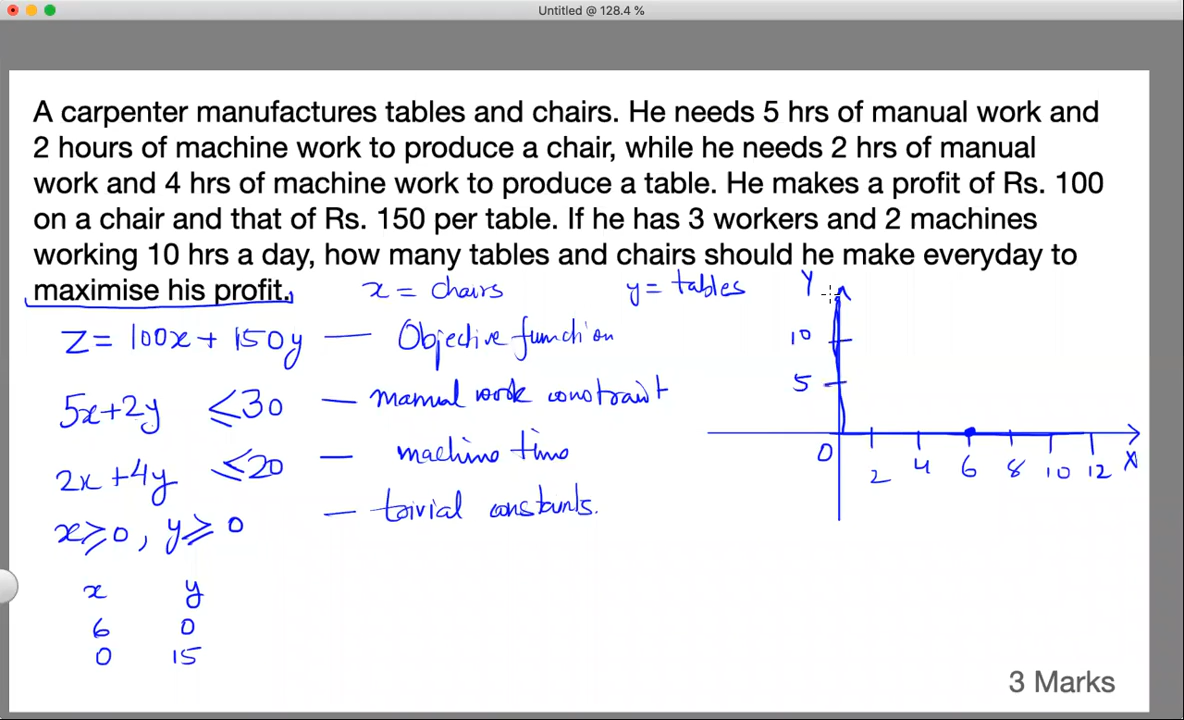 Untitled @ 128.4 %
A carpenter manufactures tables and chairs. He needs 5 hrs of manual work and
2 hours of machine work to produce a chair, while he needs 2 hrs of manual
work and 4 hrs of machine work to produce a table. He makes a profit of Rs. 100
on a chair and that of Rs. 150 per table. If he has 3 workers and 2 machines
working 10 hrs a day, how many tables and chairs should he make everyday to
maximise his profit.
x = chairs y = tables
Z = 100x + 150y — Objective function
5x+2y ≤30 — manual work constraint
2x +4y ≤20 — machine time
x≥0, y≥0 — trivial constants.
x y
6 0
0 15
Y
10
5
0 2 4 6 8 10 12 X
3 Marks